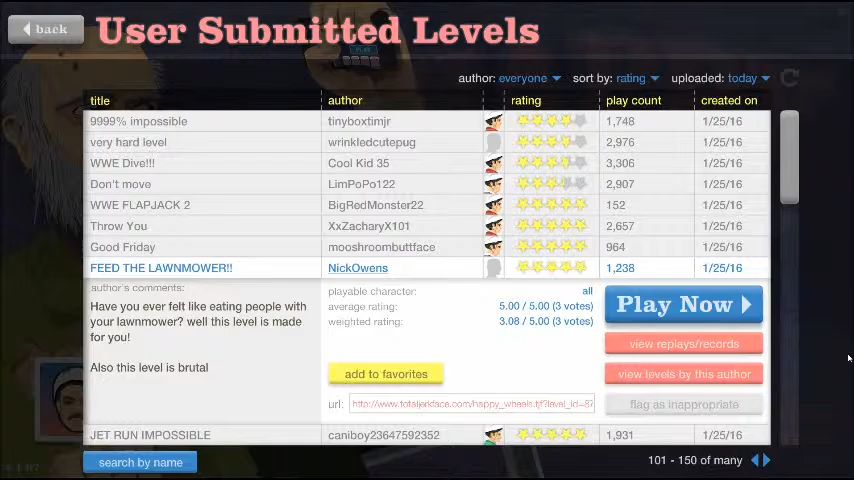 back
User Submitted Levels
author: everyone sort by: rating uploaded: today
title author rating play count created on
9999% impossible tinyboxtimjr 1,748 1/25/16
very hard level wrinkledcutepug 2,976 1/25/16
WWE Dive!!! Cool Kid 35 3,306 1/25/16
Don't move LimPoPo122 2,907 1/25/16
WWE FLAPJACK 2 BigRedMonster22 152 1/25/16
Throw You XxZacharyX101 2,657 1/25/16
Good Friday mooshroombuttface 964 1/25/16
FEED THE LAWNMOWER!! NickOwens 1,238 1/25/16
author's comments:
Have you ever felt like eating people with
your lawnmower? well this level is made
for you!
Also this level is brutal
playable character: all
average rating: 5.00 / 5.00 (3 votes)
weighted rating: 3.08 / 5.00 (3 votes)
add to favorites
url: http://www.totaljerkface.com/happy_wheels.tjf?level_id=8
Play Now
view replays/records
view levels by this author
flag as inappropriate
JET RUN IMPOSSIBLE caniboy23647592352 1,931 1/25/16
search by name
101 - 150 of many